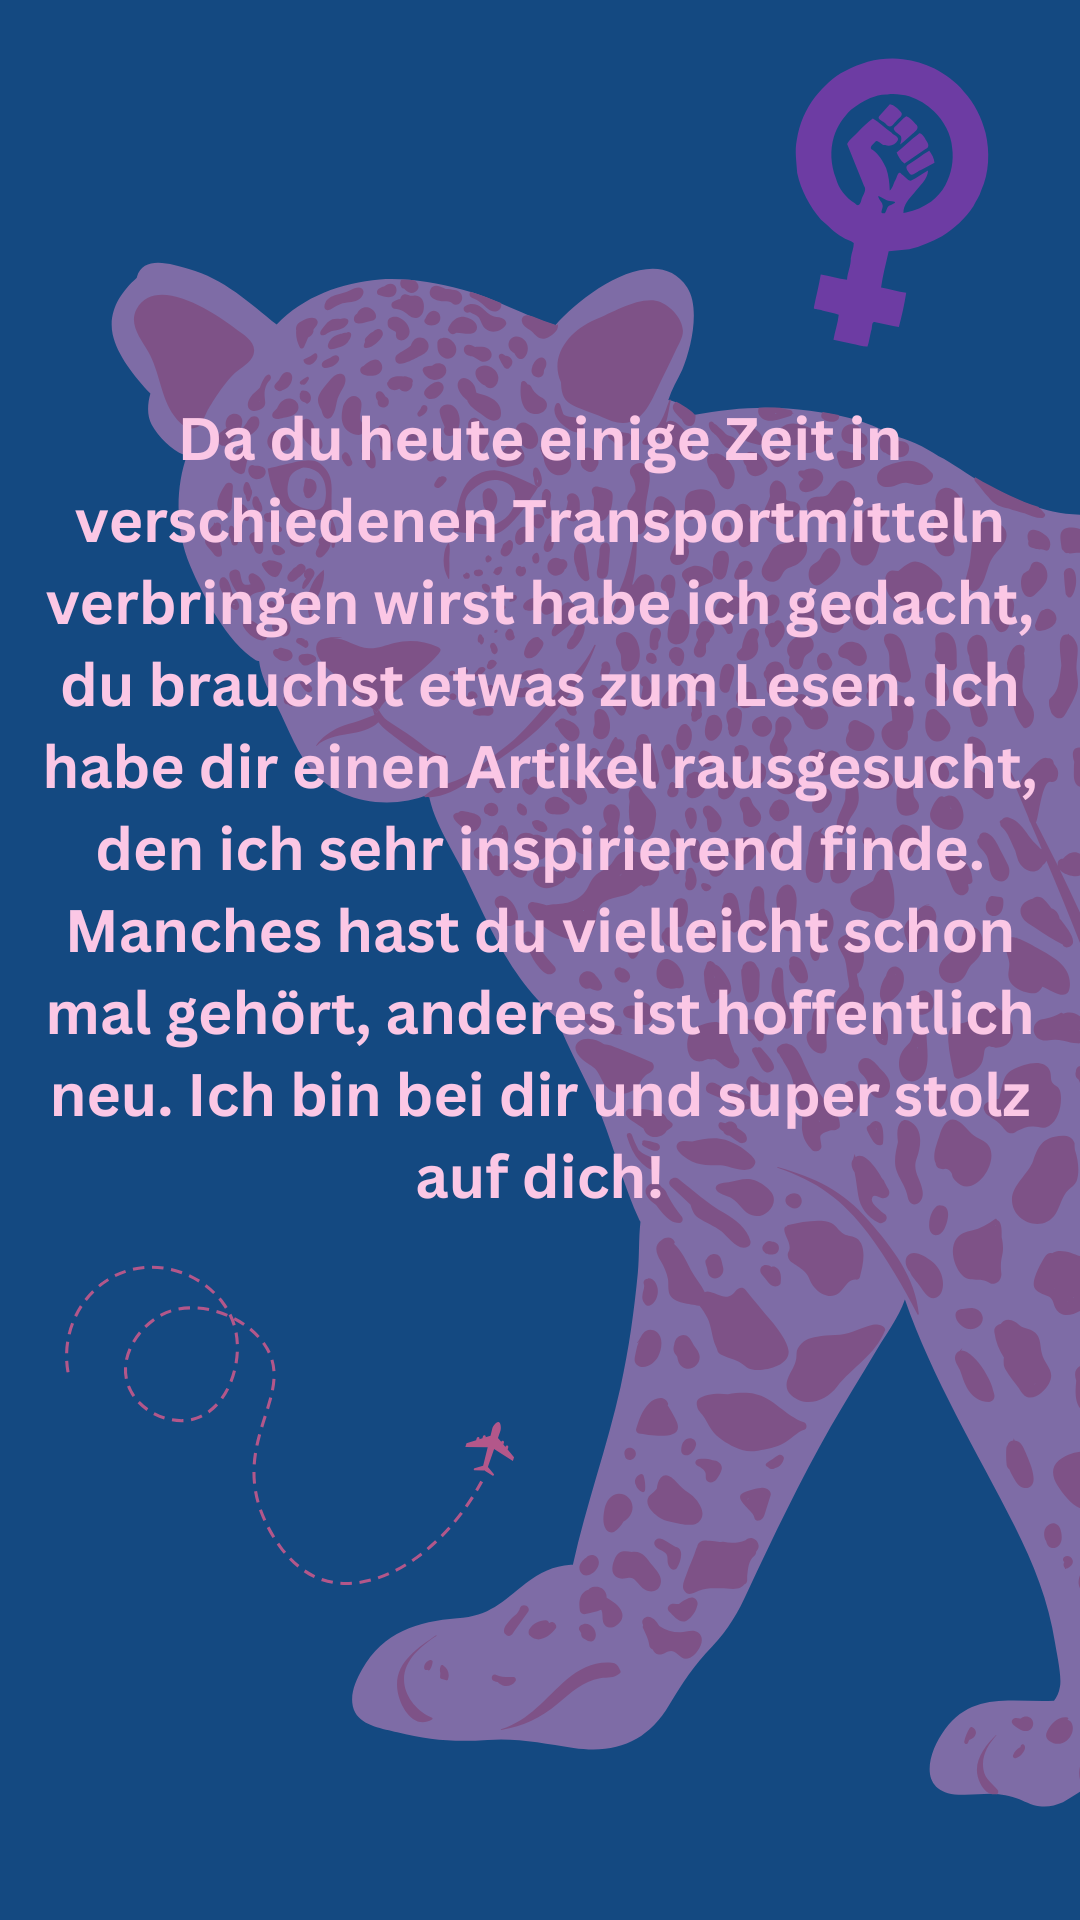 Da du heute einige Zeit in
verschiedenen Transportmitteln
verbringen wirst habe ich gedacht,
du brauchst etwas zum Lesen. Ich
habe dir einen Artikel rausgesucht,
den ich sehr inspirierend finde.
Manches hast du vielleicht schon
mal gehört, anderes ist hoffentlich
neu. Ich bin bei dir und super stolz
auf dich!